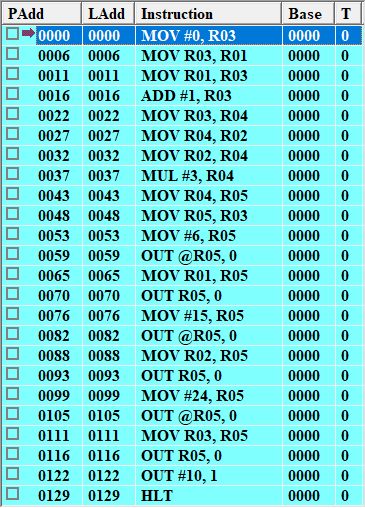 PAdd LAdd Instruction Base T
0000 0000 MOV #0, R03 0000 0
0006 0006 MOV R03, R01 0000 0
0011 0011 MOV R01, R03 0000 0
0016 0016 ADD #1, R03 0000 0
0022 0022 MOV R03, R04 0000 0
0027 0027 MOV R04, R02 0000 0
0032 0032 MOV R02, R04 0000 0
0037 0037 MUL #3, R04 0000 0
0043 0043 MOV R04, R05 0000 0
0048 0048 MOV R05, R03 0000 0
0053 0053 MOV #6, R05 0000 0
0059 0059 OUT @R05, 0 0000 0
0065 0065 MOV R01, R05 0000 0
0070 0070 OUT R05, 0 0000 0
0076 0076 MOV #15, R05 0000 0
0082 0082 OUT @R05, 0 0000 0
0088 0088 MOV R02, R05 0000 0
0093 0093 OUT R05, 0 0000 0
0099 0099 MOV #24, R05 0000 0
0105 0105 OUT @R05, 0 0000 0
0111 0111 MOV R03, R05 0000 0
0116 0116 OUT R05, 0 0000 0
0122 0122 OUT #10, 1 0000 0
0129 0129 HLT 0000 0